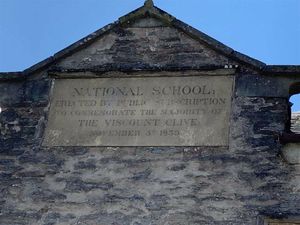 NATIONAL SCHOOL,
ERECTED BY PUBLIC SUBSCRIPTION
TO COMMEMORATE THE MAJORITY OF
THE VISCOUNT CLIVE
NOVEMBER